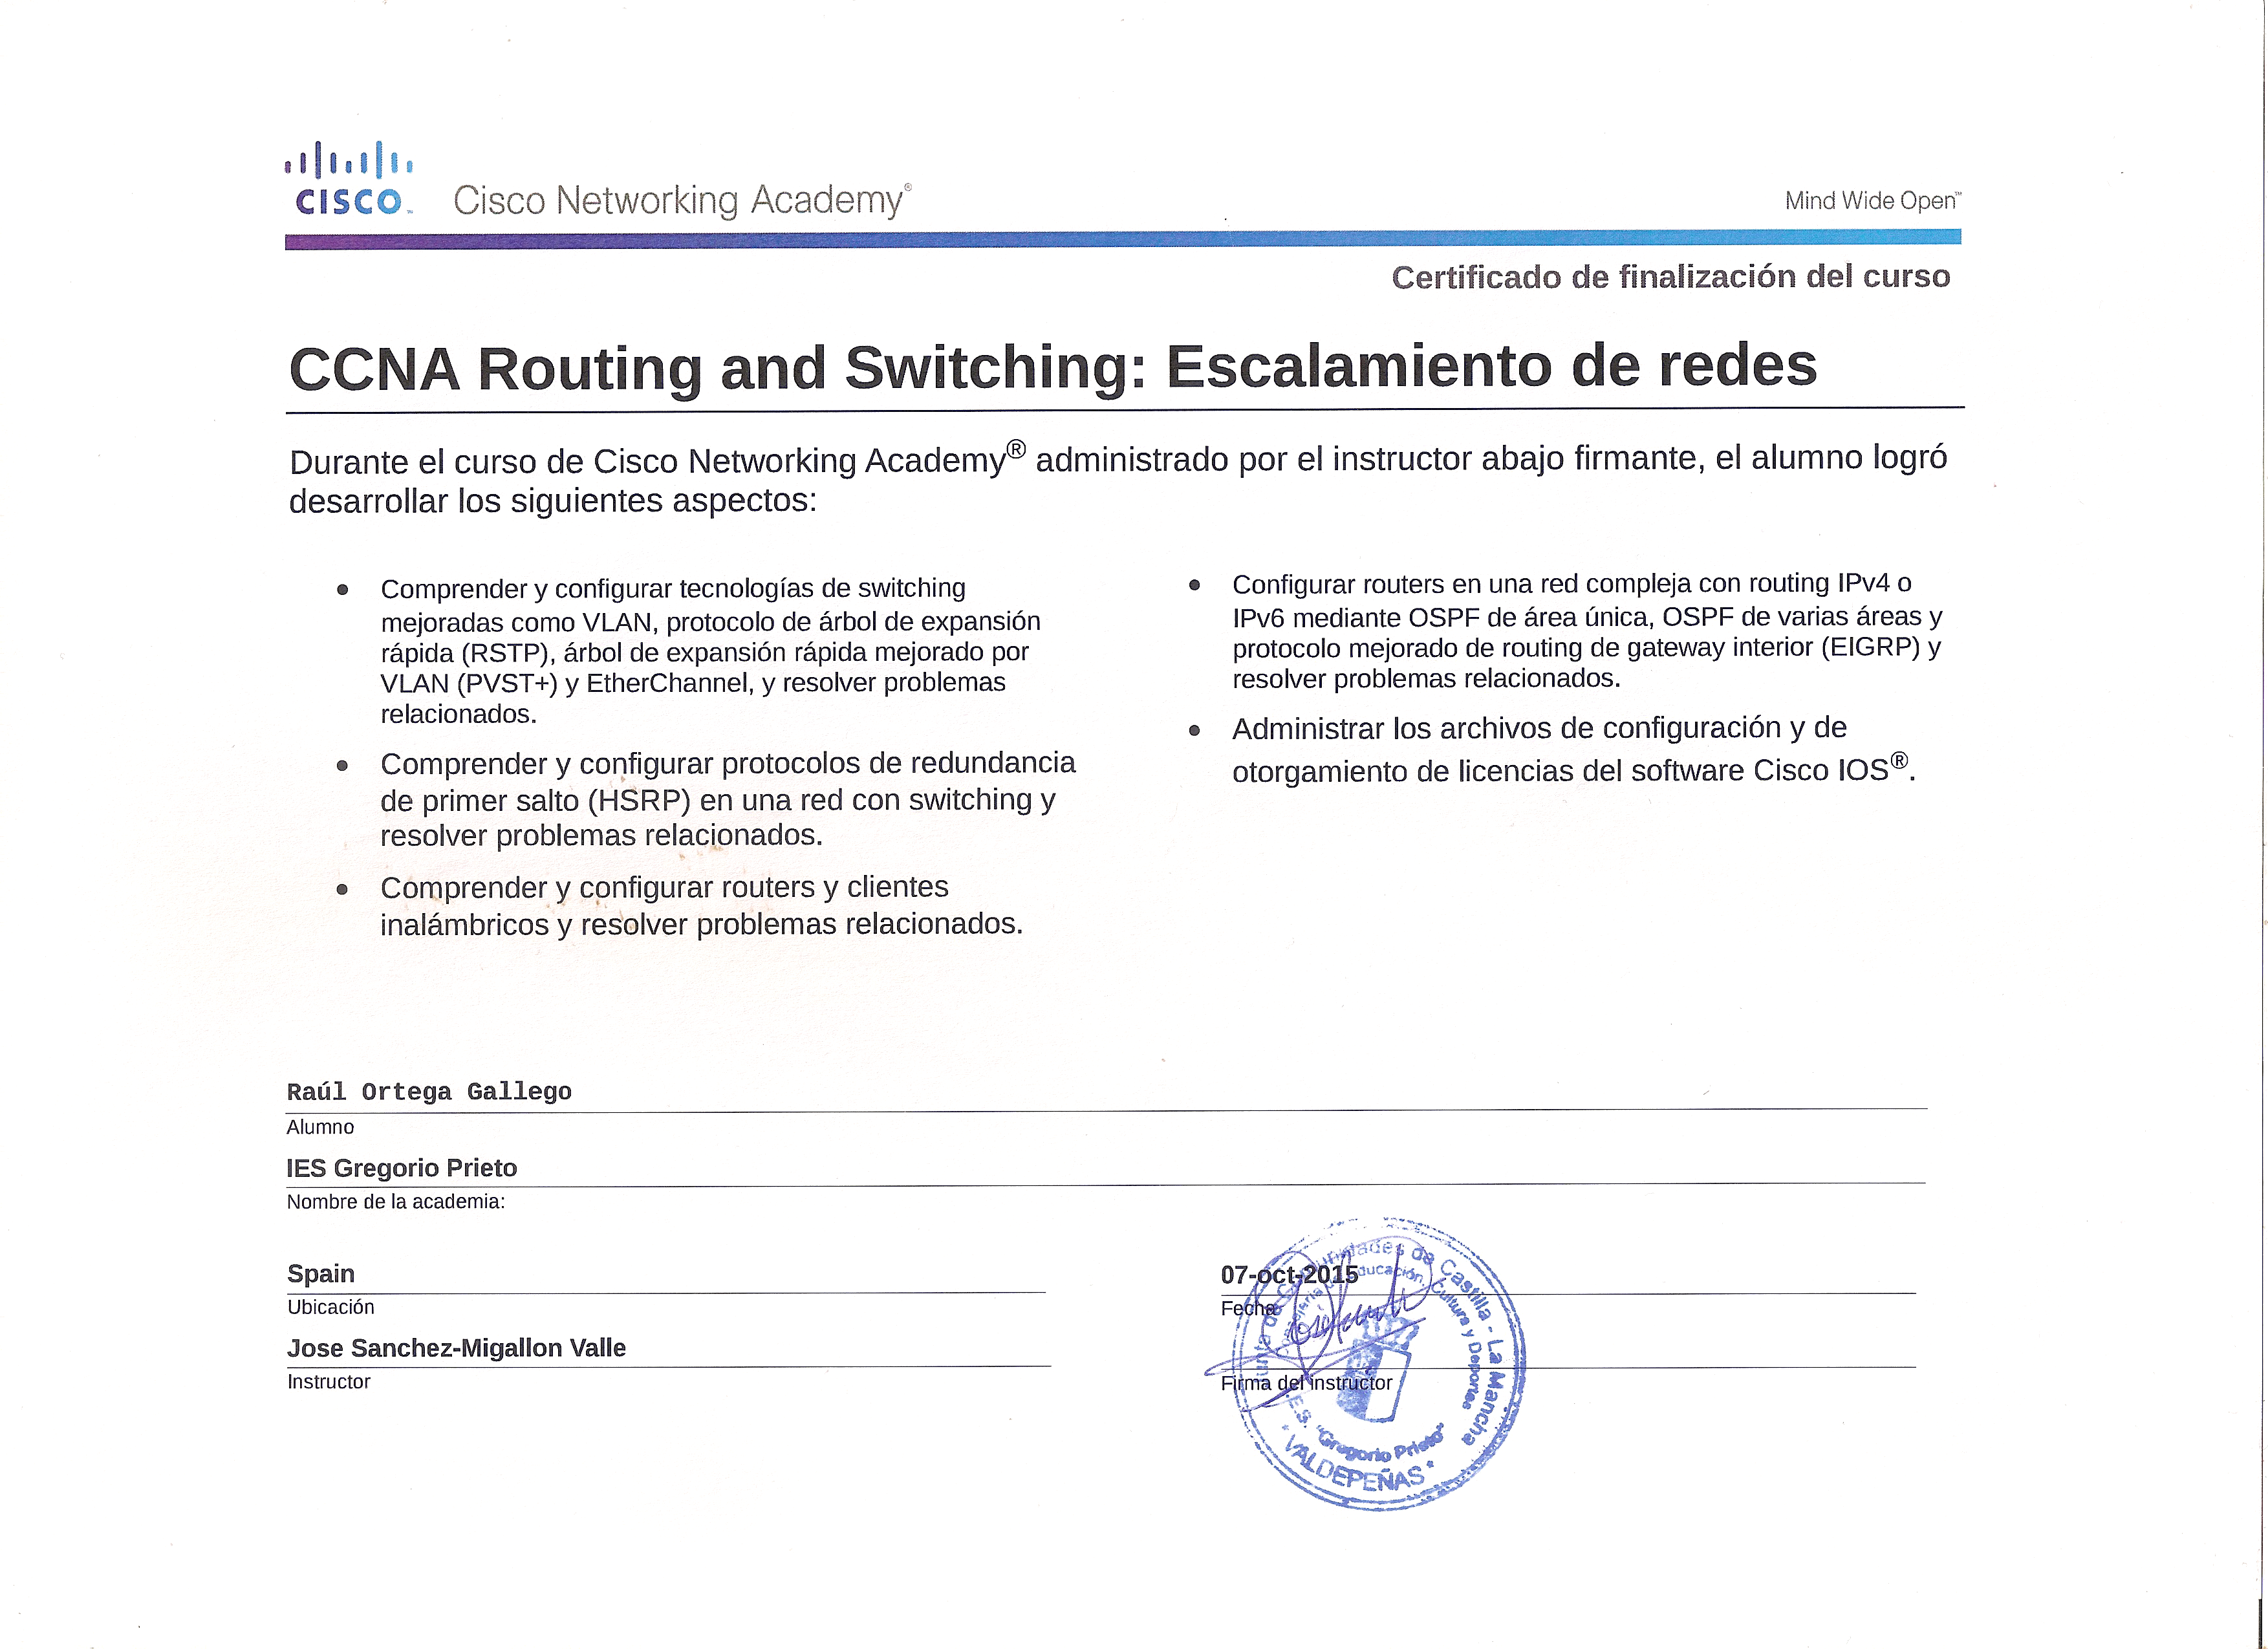 CISCO™ Cisco Networking Academy®
Mind Wide Open™
Certificado de finalización del curso
CCNA Routing and Switching: Escalamiento de redes
Durante el curso de Cisco Networking Academy® administrado por el instructor abajo firmante, el alumno logró
desarrollar los siguientes aspectos:
• Comprender y configurar tecnologías de switching
mejoradas como VLAN, protocolo de árbol de expansión
rápida (RSTP), árbol de expansión rápida mejorado por
VLAN (PVST+) y EtherChannel, y resolver problemas
relacionados.
• Comprender y configurar protocolos de redundancia
de primer salto (HSRP) en una red con switching y
resolver problemas relacionados.
• Comprender y configurar routers y clientes
inalámbricos y resolver problemas relacionados.
• Configurar routers en una red compleja con routing IPv4 o
IPv6 mediante OSPF de área única, OSPF de varias áreas y
protocolo mejorado de routing de gateway interior (EIGRP) y
resolver problemas relacionados.
• Administrar los archivos de configuración y de
otorgamiento de licencias del software Cisco IOS®.
Raúl Ortega Gallego
Alumno
IES Gregorio Prieto
Nombre de la academia:
Spain
Ubicación
07-oct-2015
Fecha
Jose Sanchez-Migallon Valle
Instructor
Firma del instructor
Junta de Comunidades de Castilla - La Mancha
Educación, Cultura y Deportes
I.E.S. "Gregorio Prieto"
* VALDEPEÑAS *